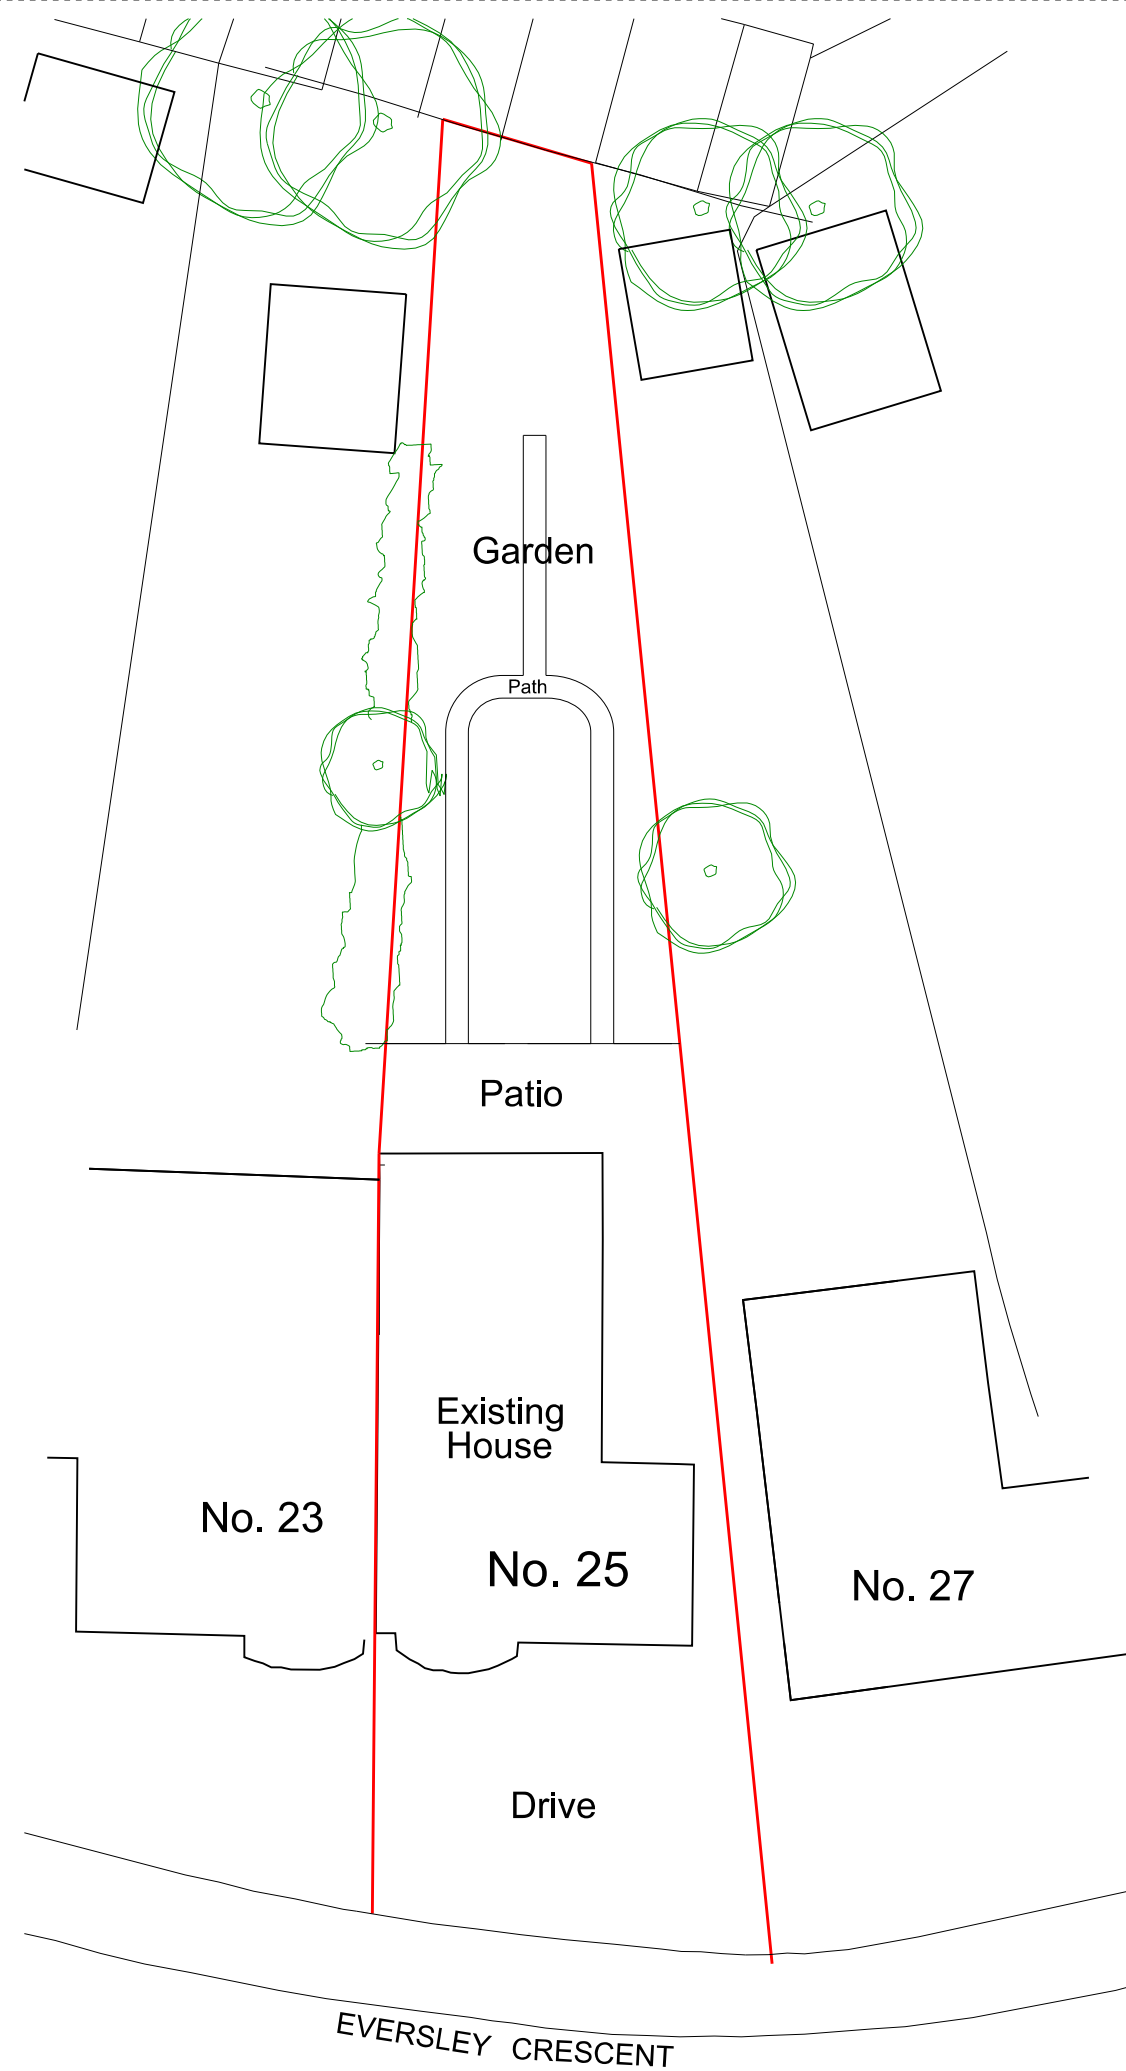 Garden
Path
Patio
Existing
House
No. 23
No. 25
No. 27
Drive
EVERSLEY CRESCENT